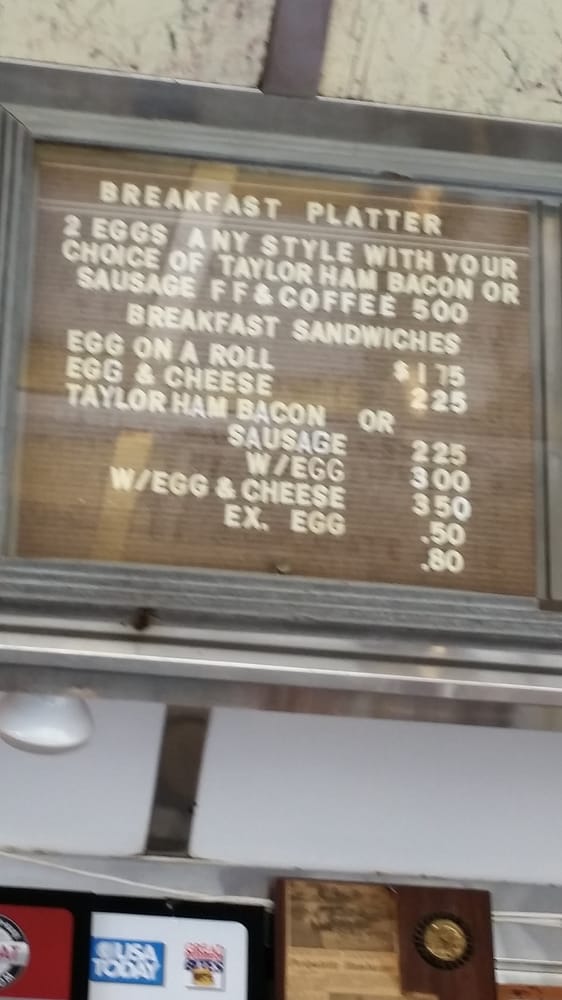 BREAKFAST PLATTER
2 EGGS ANY STYLE WITH YOUR
CHOICE OF TAYLOR HAM BACON OR
SAUSAGE F F & COFFEE 500
BREAKFAST SANDWICHES
EGG ON A ROLL $1 75
EGG & CHEESE 225
TAYLOR HAM BACON OR
SAUSAGE 225
W/EGG 300
W/EGG & CHEESE 350
EX. EGG .50
.80
USA
TODAY